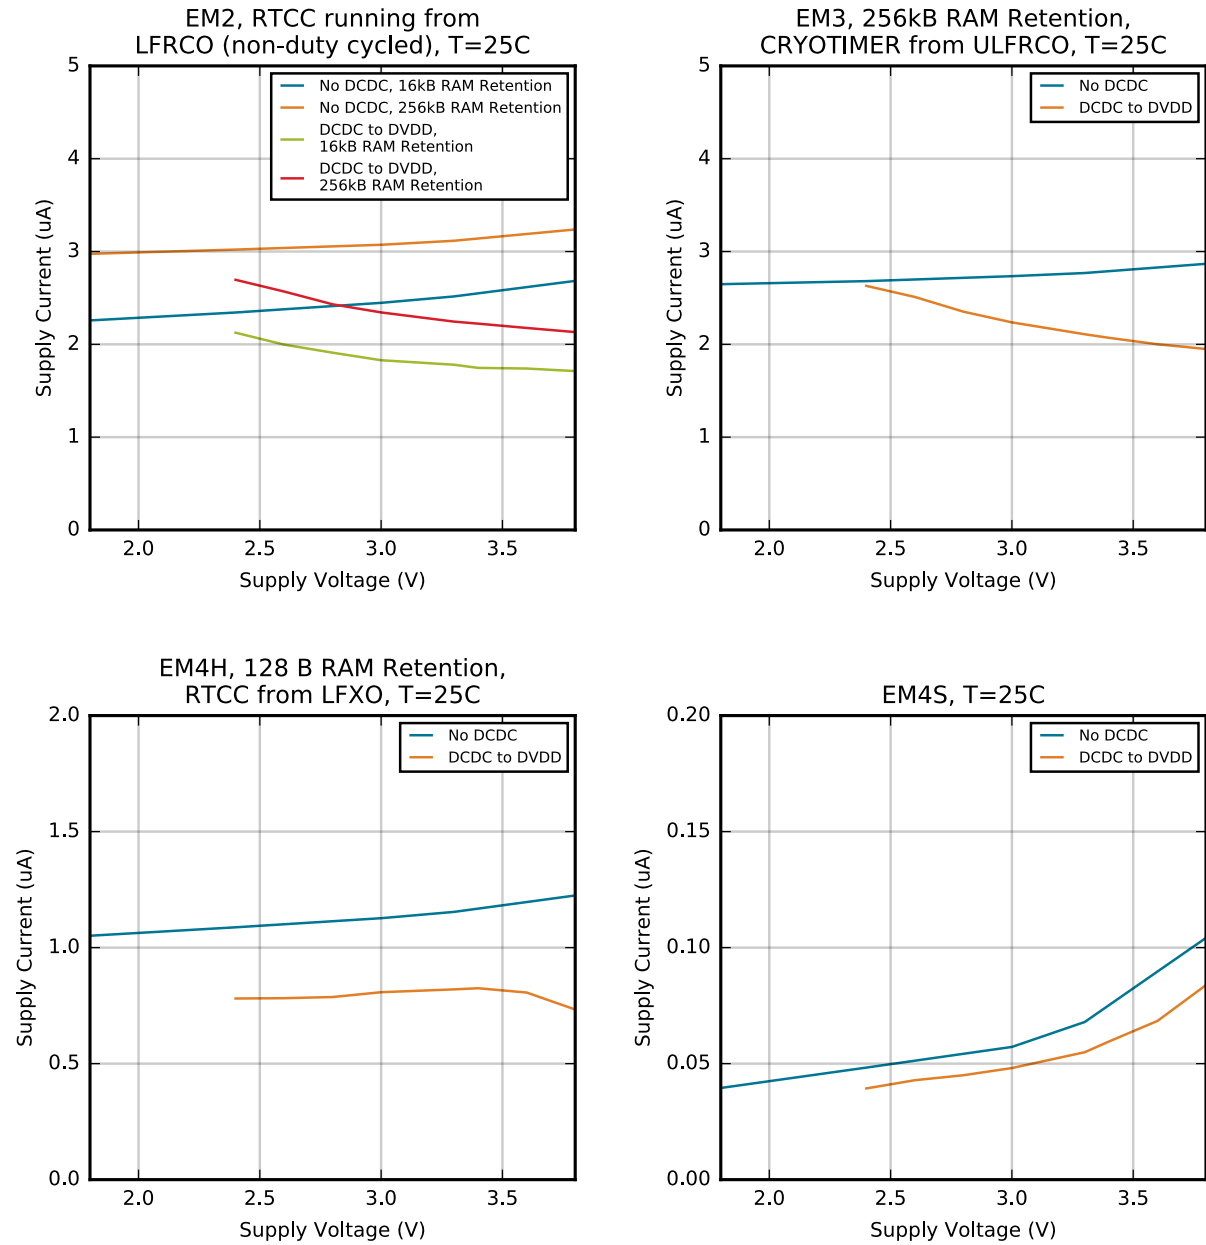 EM2, RTCC running from
LFRCO (non-duty cycled), T=25C
5
4
3
2
1
0
Supply Current (uA)
No DCDC, 16kB RAM Retention
No DCDC, 256kB RAM Retention
DCDC to DVDD,
16kB RAM Retention
DCDC to DVDD,
256kB RAM Retention
2.0
2.5
3.0
3.5
Supply Voltage (V)
EM3, 256kB RAM Retention,
CRYOTIMER from ULFRCO, T=25C
5
4
3
2
1
0
Supply Current (uA)
No DCDC
DCDC to DVDD
2.0
2.5
3.0
3.5
Supply Voltage (V)
EM4H, 128 B RAM Retention,
RTCC from LFXO, T=25C
2.0
1.5
1.0
0.5
0.0
Supply Current (uA)
No DCDC
DCDC to DVDD
2.0
2.5
3.0
3.5
Supply Voltage (V)
EM4S, T=25C
0.20
0.15
0.10
0.05
0.00
Supply Current (uA)
No DCDC
DCDC to DVDD
2.0
2.5
3.0
3.5
Supply Voltage (V)